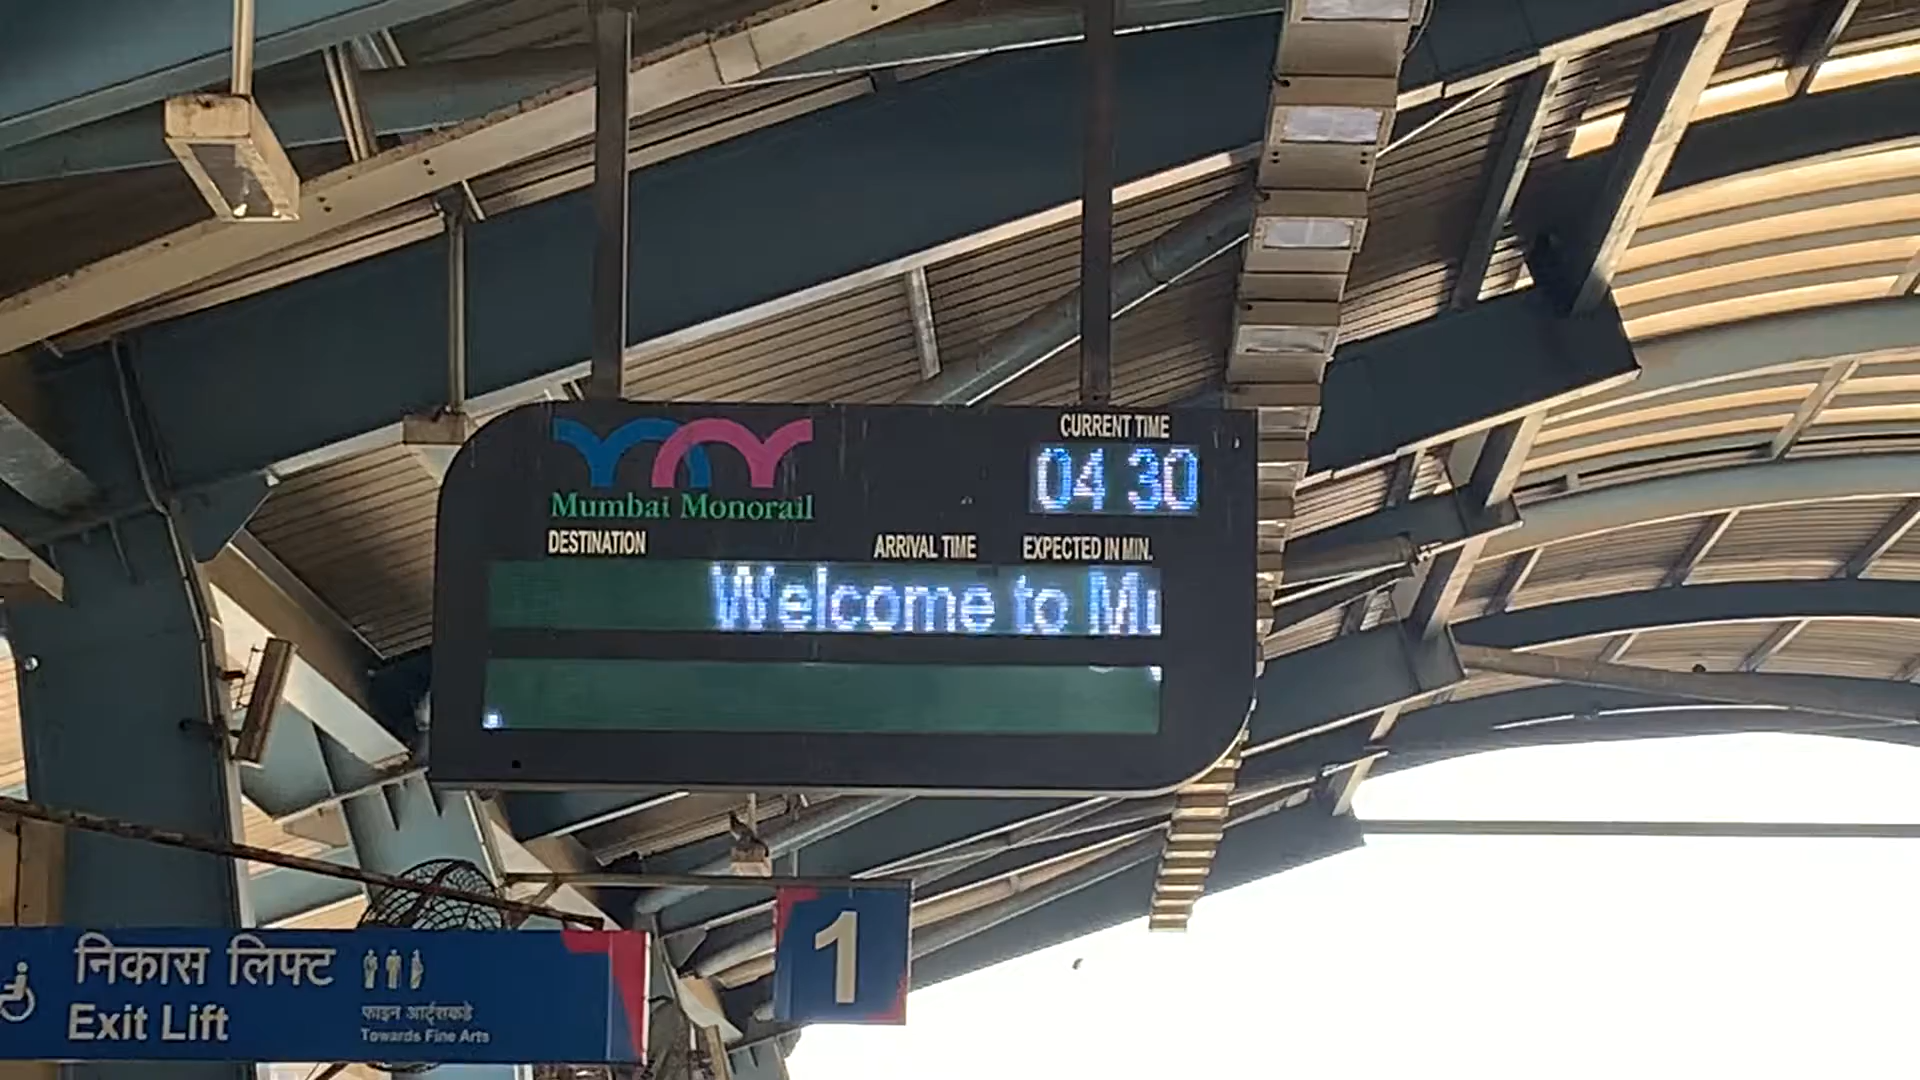 Mumbai Monorail
CURRENT TIME
04 30
DESTINATION ARRIVAL TIME EXPECTED IN MIN.
Welcome to Mu
1
निकास लिफ्ट
Exit Lift
फाइन आर्ट्सकडे
Towards Fine Arts